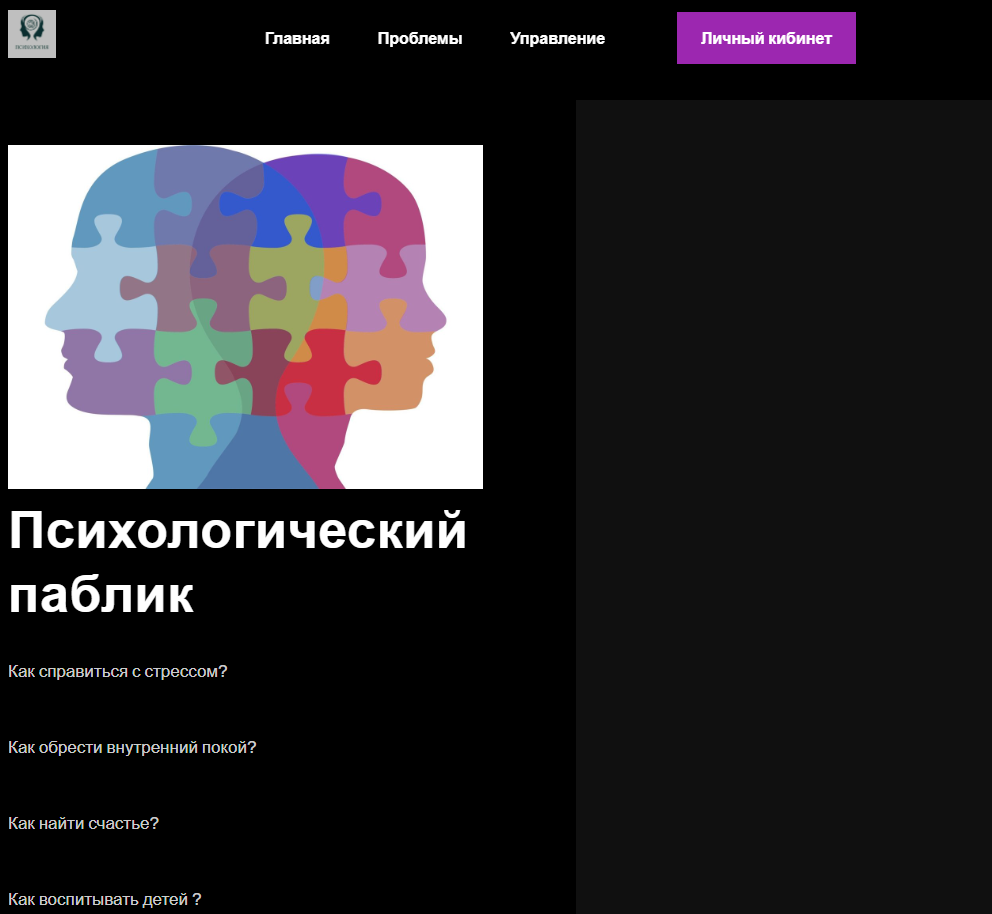 ПСИХОЛОГИЯ
Главная
Проблемы
Управление
Личный кибинет
Психологический
паблик
Как справиться с стрессом?
Как обрести внутренний покой?
Как найти счастье?
Как воспитывать детей ?